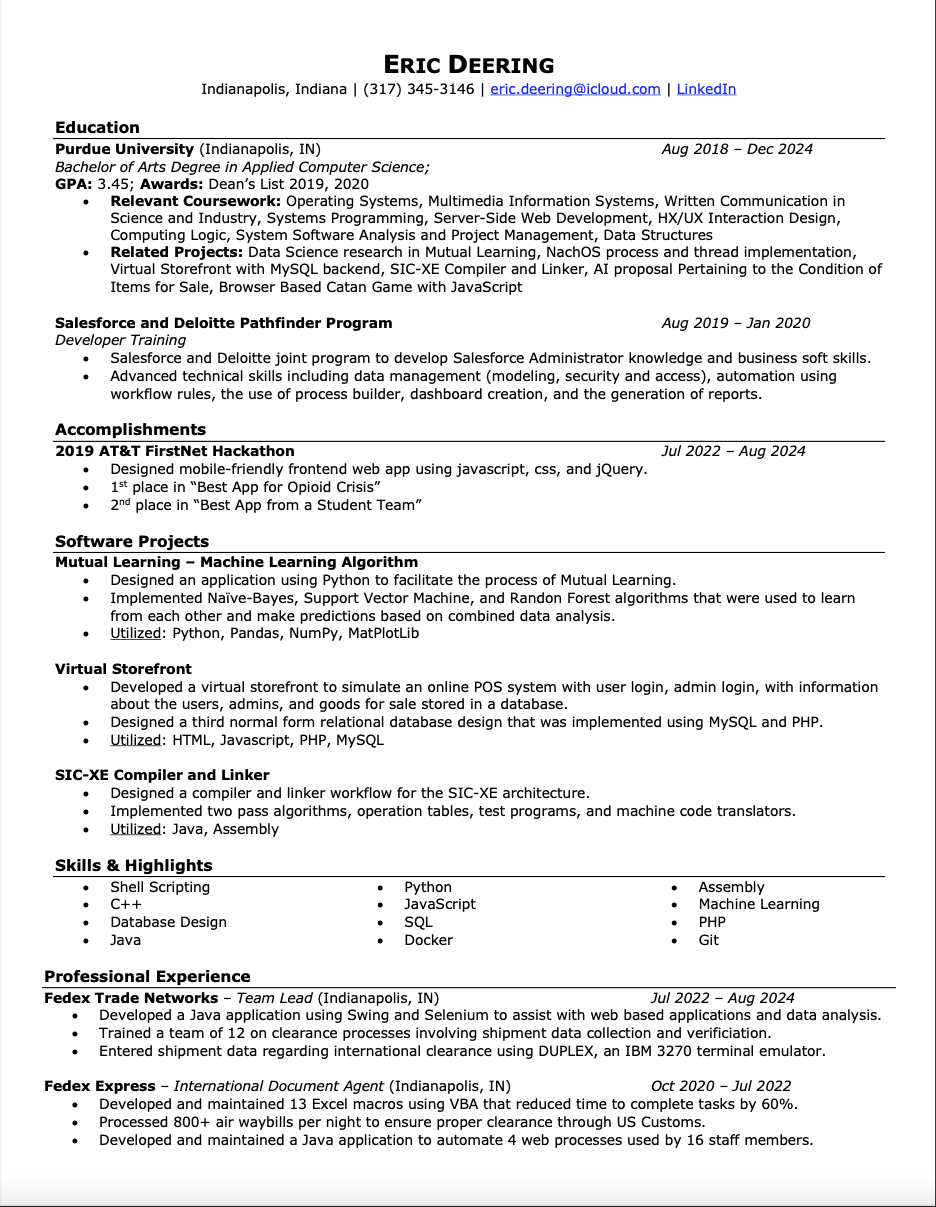 ERIC DEERING
Indianapolis, Indiana | (317) 345-3146 | eric.deering@icloud.com | LinkedIn
Education
Purdue University (Indianapolis, IN) Aug 2018 – Dec 2024
Bachelor of Arts Degree in Applied Computer Science;
GPA: 3.45; Awards: Dean's List 2019, 2020
• Relevant Coursework: Operating Systems, Multimedia Information Systems, Written Communication in
Science and Industry, Systems Programming, Server-Side Web Development, HX/UX Interaction Design,
Computing Logic, System Software Analysis and Project Management, Data Structures
• Related Projects: Data Science research in Mutual Learning, NachOS process and thread implementation,
Virtual Storefront with MySQL backend, SIC-XE Compiler and Linker, AI proposal Pertaining to the Condition of
Items for Sale, Browser Based Catan Game with JavaScript
Salesforce and Deloitte Pathfinder Program Aug 2019 – Jan 2020
Developer Training
• Salesforce and Deloitte joint program to develop Salesforce Administrator knowledge and business soft skills.
• Advanced technical skills including data management (modeling, security and access), automation using
workflow rules, the use of process builder, dashboard creation, and the generation of reports.
Accomplishments
2019 AT&T FirstNet Hackathon Jul 2022 – Aug 2024
• Designed mobile-friendly frontend web app using javascript, css, and jQuery.
• 1st place in “Best App for Opioid Crisis”
• 2nd place in “Best App from a Student Team”
Software Projects
Mutual Learning – Machine Learning Algorithm
• Designed an application using Python to facilitate the process of Mutual Learning.
• Implemented Naïve-Bayes, Support Vector Machine, and Randon Forest algorithms that were used to learn
from each other and make predictions based on combined data analysis.
• Utilized: Python, Pandas, NumPy, MatPlotLib
Virtual Storefront
• Developed a virtual storefront to simulate an online POS system with user login, admin login, with information
about the users, admins, and goods for sale stored in a database.
• Designed a third normal form relational database design that was implemented using MySQL and PHP.
• Utilized: HTML, Javascript, PHP, MySQL
SIC-XE Compiler and Linker
• Designed a compiler and linker workflow for the SIC-XE architecture.
• Implemented two pass algorithms, operation tables, test programs, and machine code translators.
• Utilized: Java, Assembly
Skills & Highlights
• Shell Scripting • Python • Assembly
• C++ • JavaScript • Machine Learning
• Database Design • SQL • PHP
• Java • Docker • Git
Professional Experience
Fedex Trade Networks – Team Lead (Indianapolis, IN) Jul 2022 – Aug 2024
• Developed a Java application using Swing and Selenium to assist with web based applications and data analysis.
• Trained a team of 12 on clearance processes involving shipment data collection and verificiation.
• Entered shipment data regarding international clearance using DUPLEX, an IBM 3270 terminal emulator.
Fedex Express – International Document Agent (Indianapolis, IN) Oct 2020 – Jul 2022
• Developed and maintained 13 Excel macros using VBA that reduced time to complete tasks by 60%.
• Processed 800+ air waybills per night to ensure proper clearance through US Customs.
• Developed and maintained a Java application to automate 4 web processes used by 16 staff members.